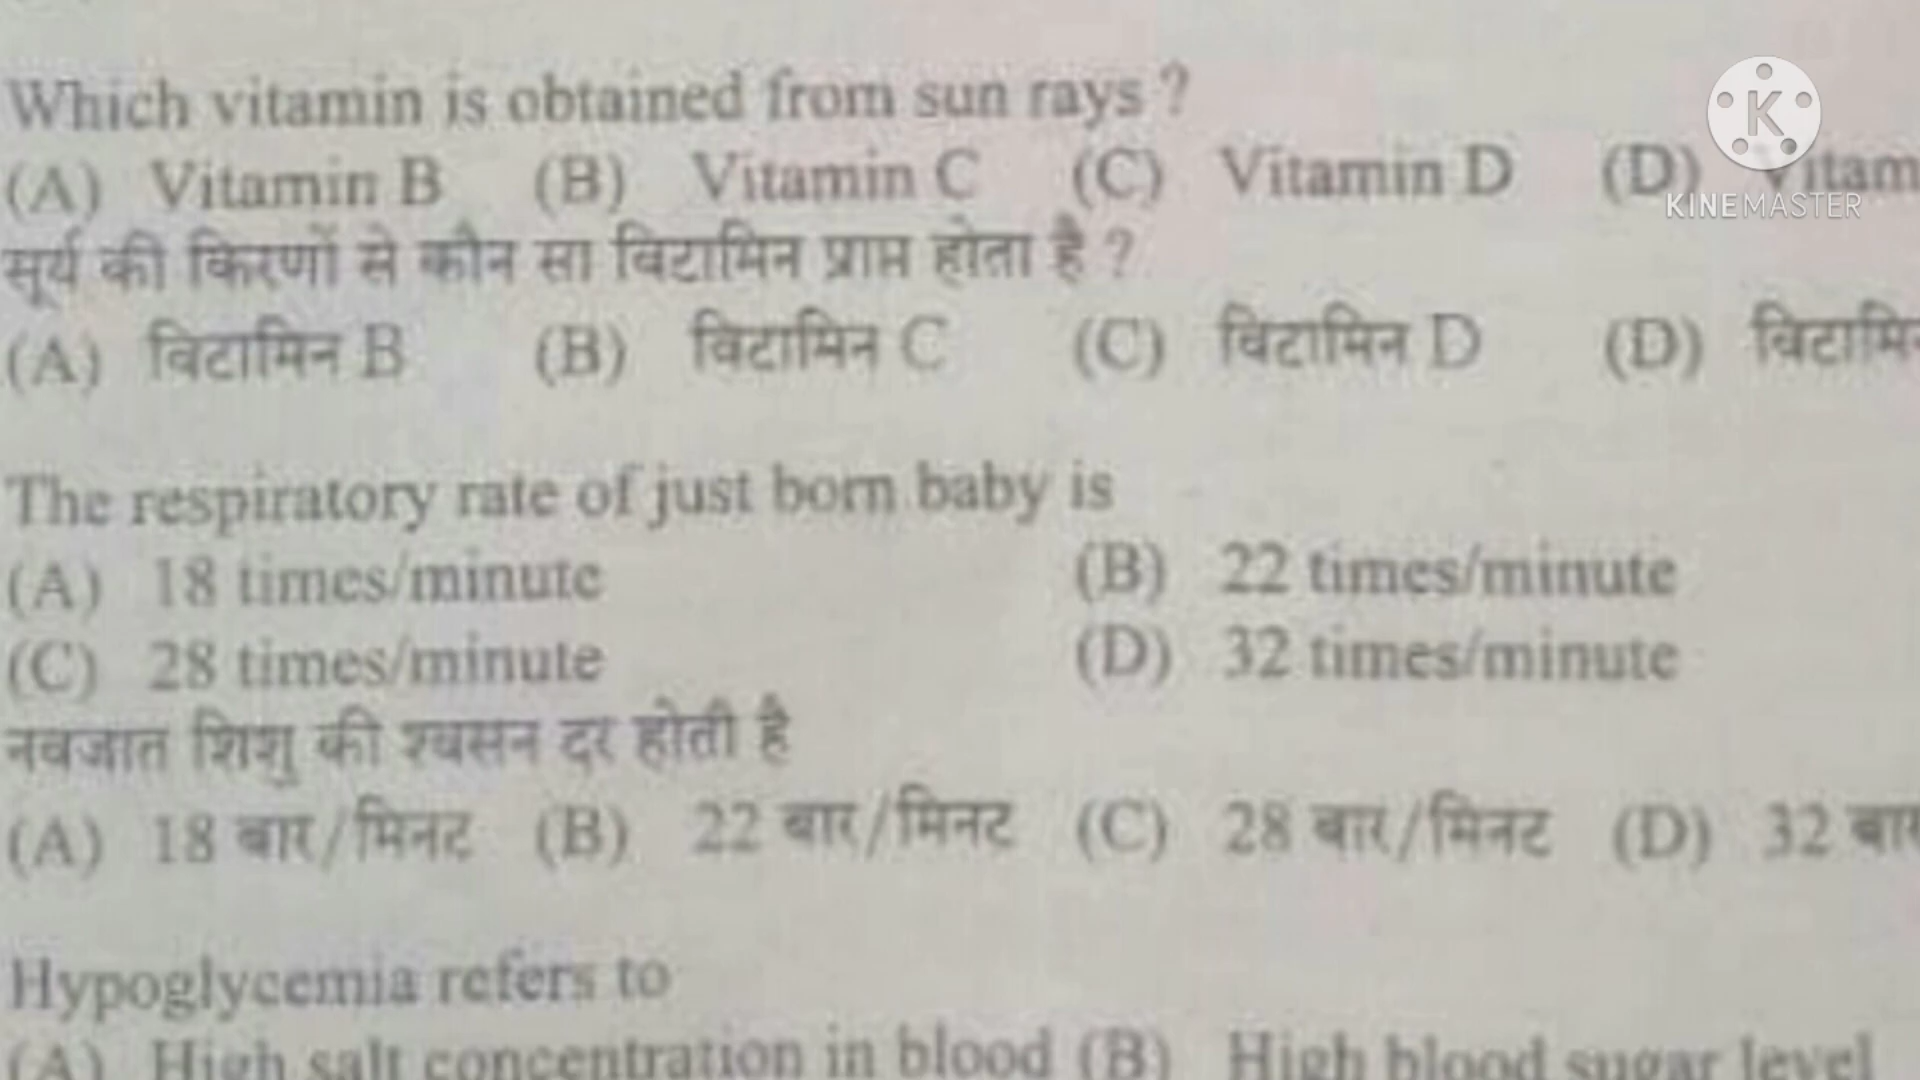 Which vitamin is obtained from sun rays ?
(A) Vitamin B (B) Vitamin C (C) Vitamin D (D) Vitam
सूर्य की किरणों से कौन सा विटामिन प्राप्त होता है ?
(A) विटामिन B (B) विटामिन C (C) विटामिन D (D) विटामि
The respiratory rate of just born baby is
(A) 18 times/minute (B) 22 times/minute
(C) 28 times/minute (D) 32 times/minute
नवजात शिशु की श्वसन दर होती है
(A) 18 बार/मिनट (B) 22 बार/मिनट (C) 28 बार/मिनट (D) 32 बार
Hypoglycemia refers to
(A) High salt concentration in blood (B) High blood sugar level
K
KINEMASTER